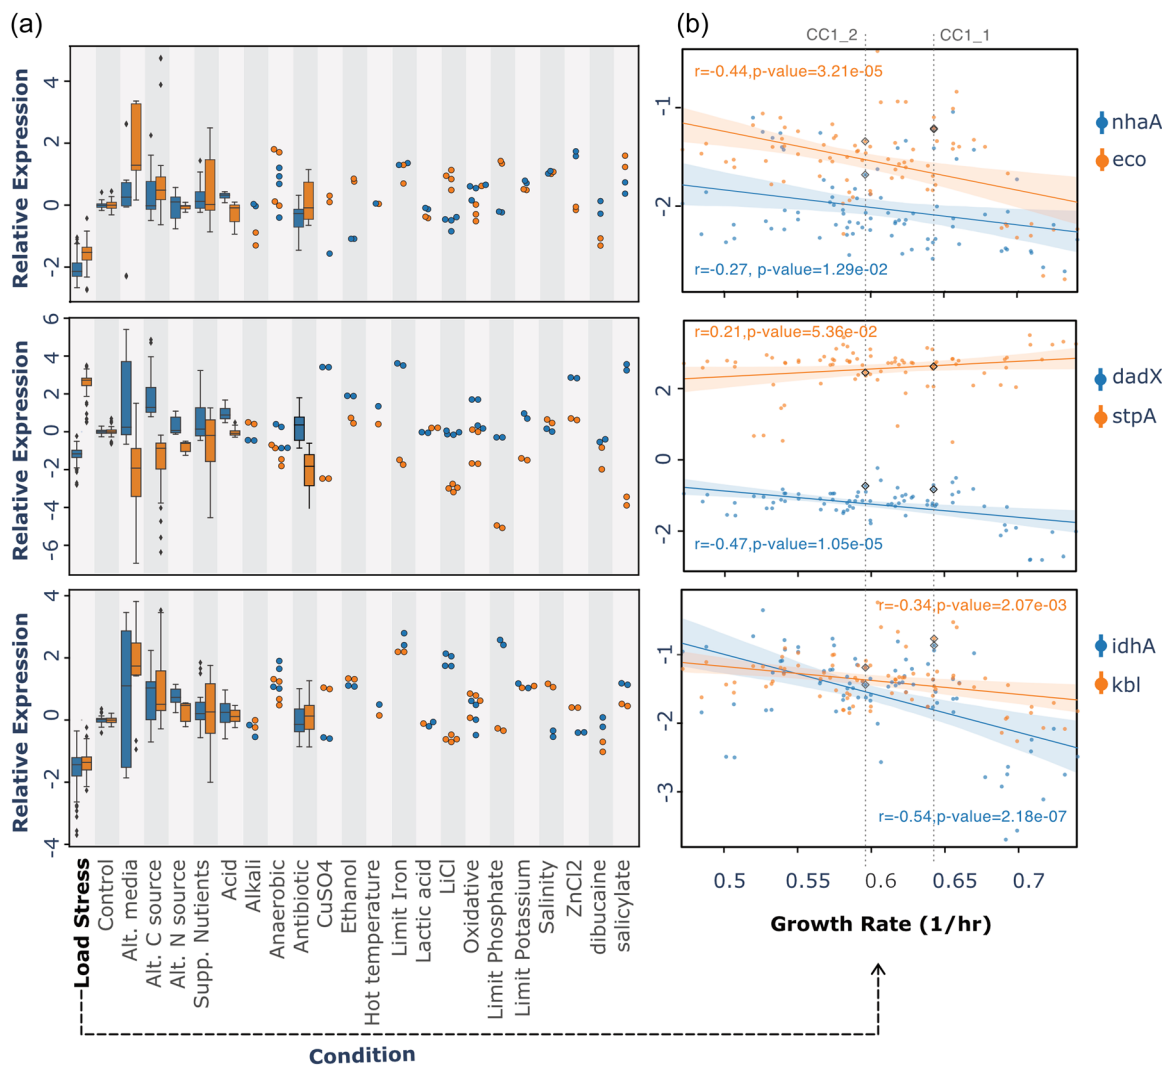 (a)
(b)
CC1_2
CC1_1
Relative Expression
4
2
0
-2
r=-0.44,p-value=3.21e-05
r=-0.27, p-value=1.29e-02
-1
-2
nhaA
eco
Relative Expression
6
4
2
0
-2
-4
-6
r=0.21,p-value=5.36e-02
r=-0.47,p-value=1.05e-05
2
0
-2
dadX
stpA
Relative Expression
2
0
-2
-4
r=-0.34,p-value=2.07e-03
r=-0.54,p-value=2.18e-07
-1
-2
-3
idhA
kbl
Load Stress
Control
Alt. media
Alt. C source
Alt. N source
Supp. Nutients
Acid
Alkali
Anaerobic
Antibiotic
CuSO4
Ethanol
Hot temperature
Limit Iron
Lactic acid
LiCl
Oxidative
Limit Phosphate
Limit Potassium
Salinity
ZnCl2
dibucaine
salicylate
0.5 0.55 0.6 0.65 0.7
Growth Rate (1/hr)
Condition